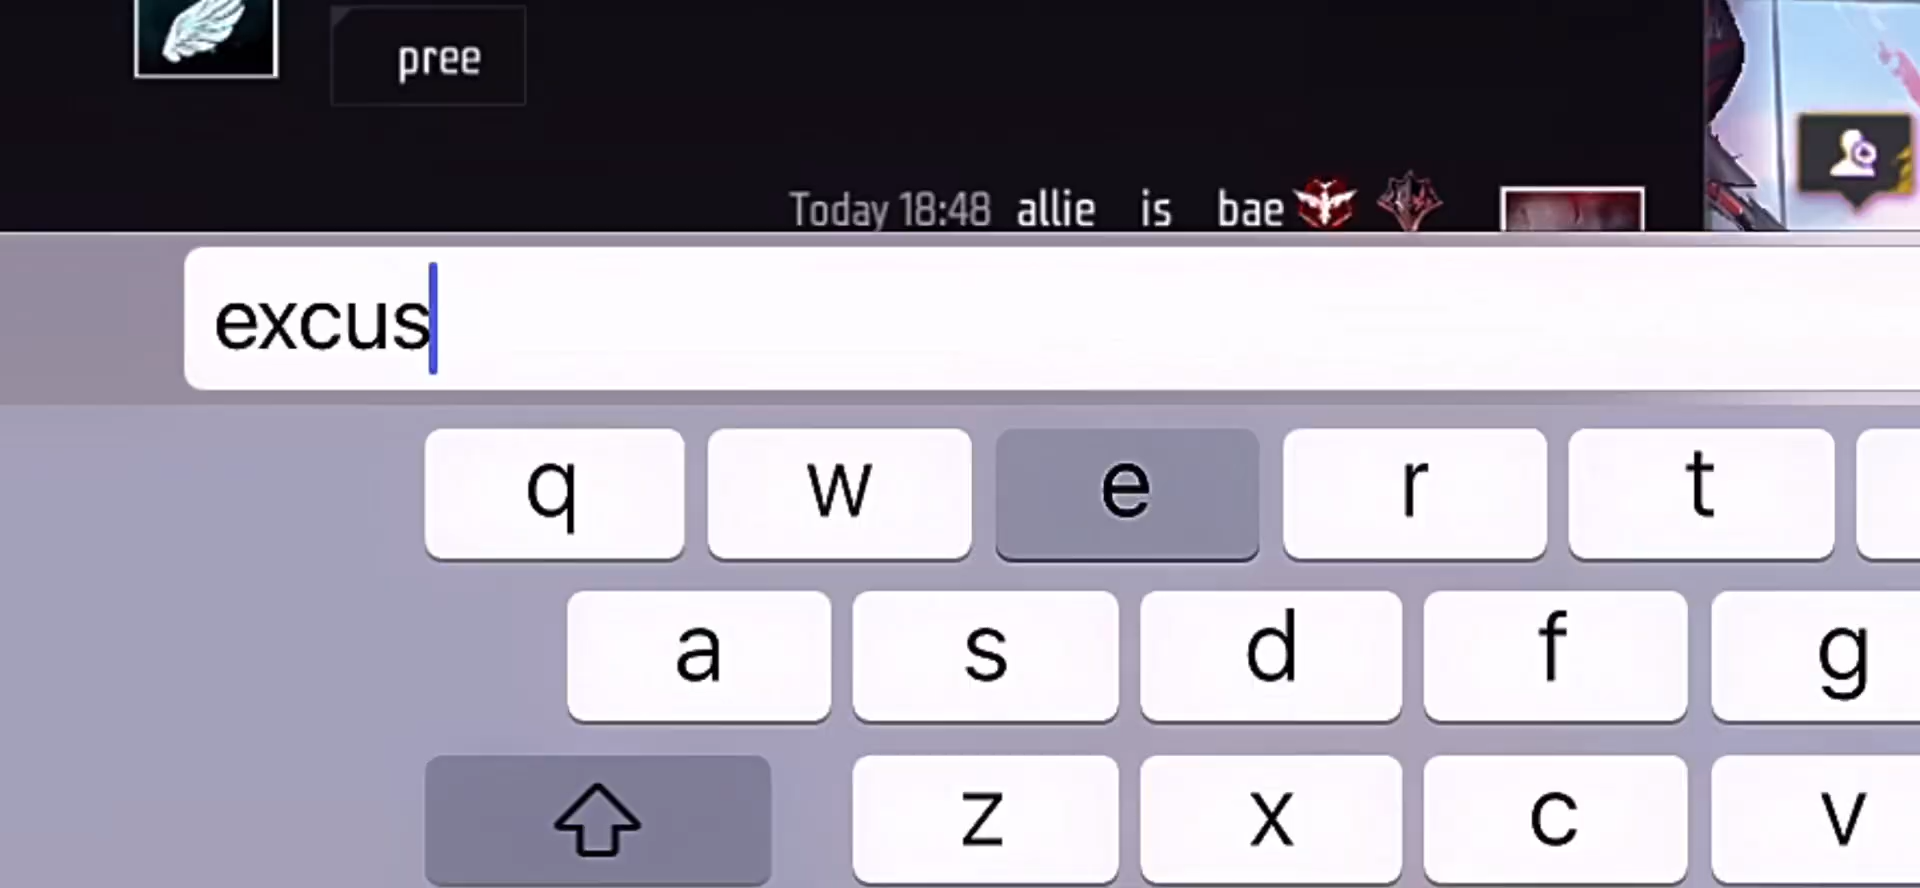 pree
Today 18:48 allie is bae
excus
q w e r t
a s d f g
z x c v